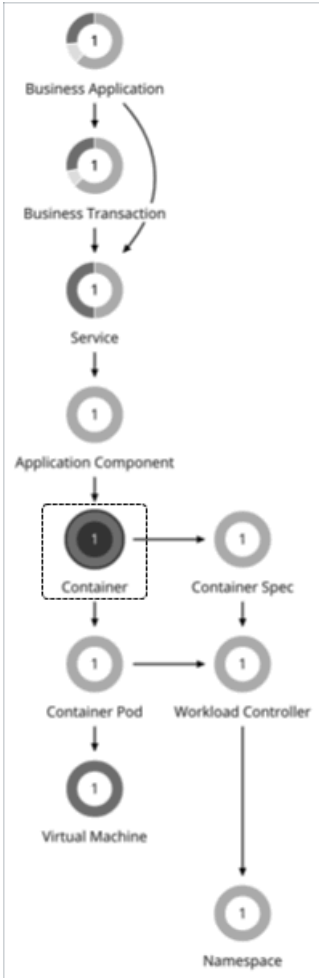 1
Business Application
1
Business Transaction
1
Service
1
Application Component
1
1
Container
Container Spec
1
1
Container Pod
Workload Controller
1
Virtual Machine
1
Namespace